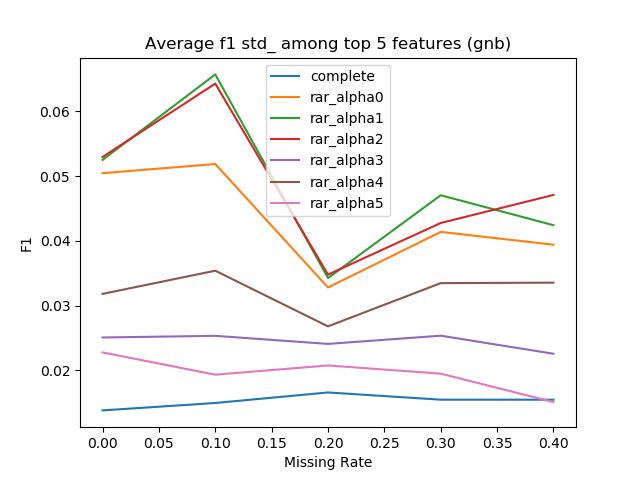 Average f1 std_ among top 5 features (gnb)
complete
rar_alpha0
rar_alpha1
rar_alpha2
rar_alpha3
rar_alpha4
rar_alpha5
0.06
0.05
0.04
0.03
0.02
F1
0.00 0.05 0.10 0.15 0.20 0.25 0.30 0.35 0.40
Missing Rate